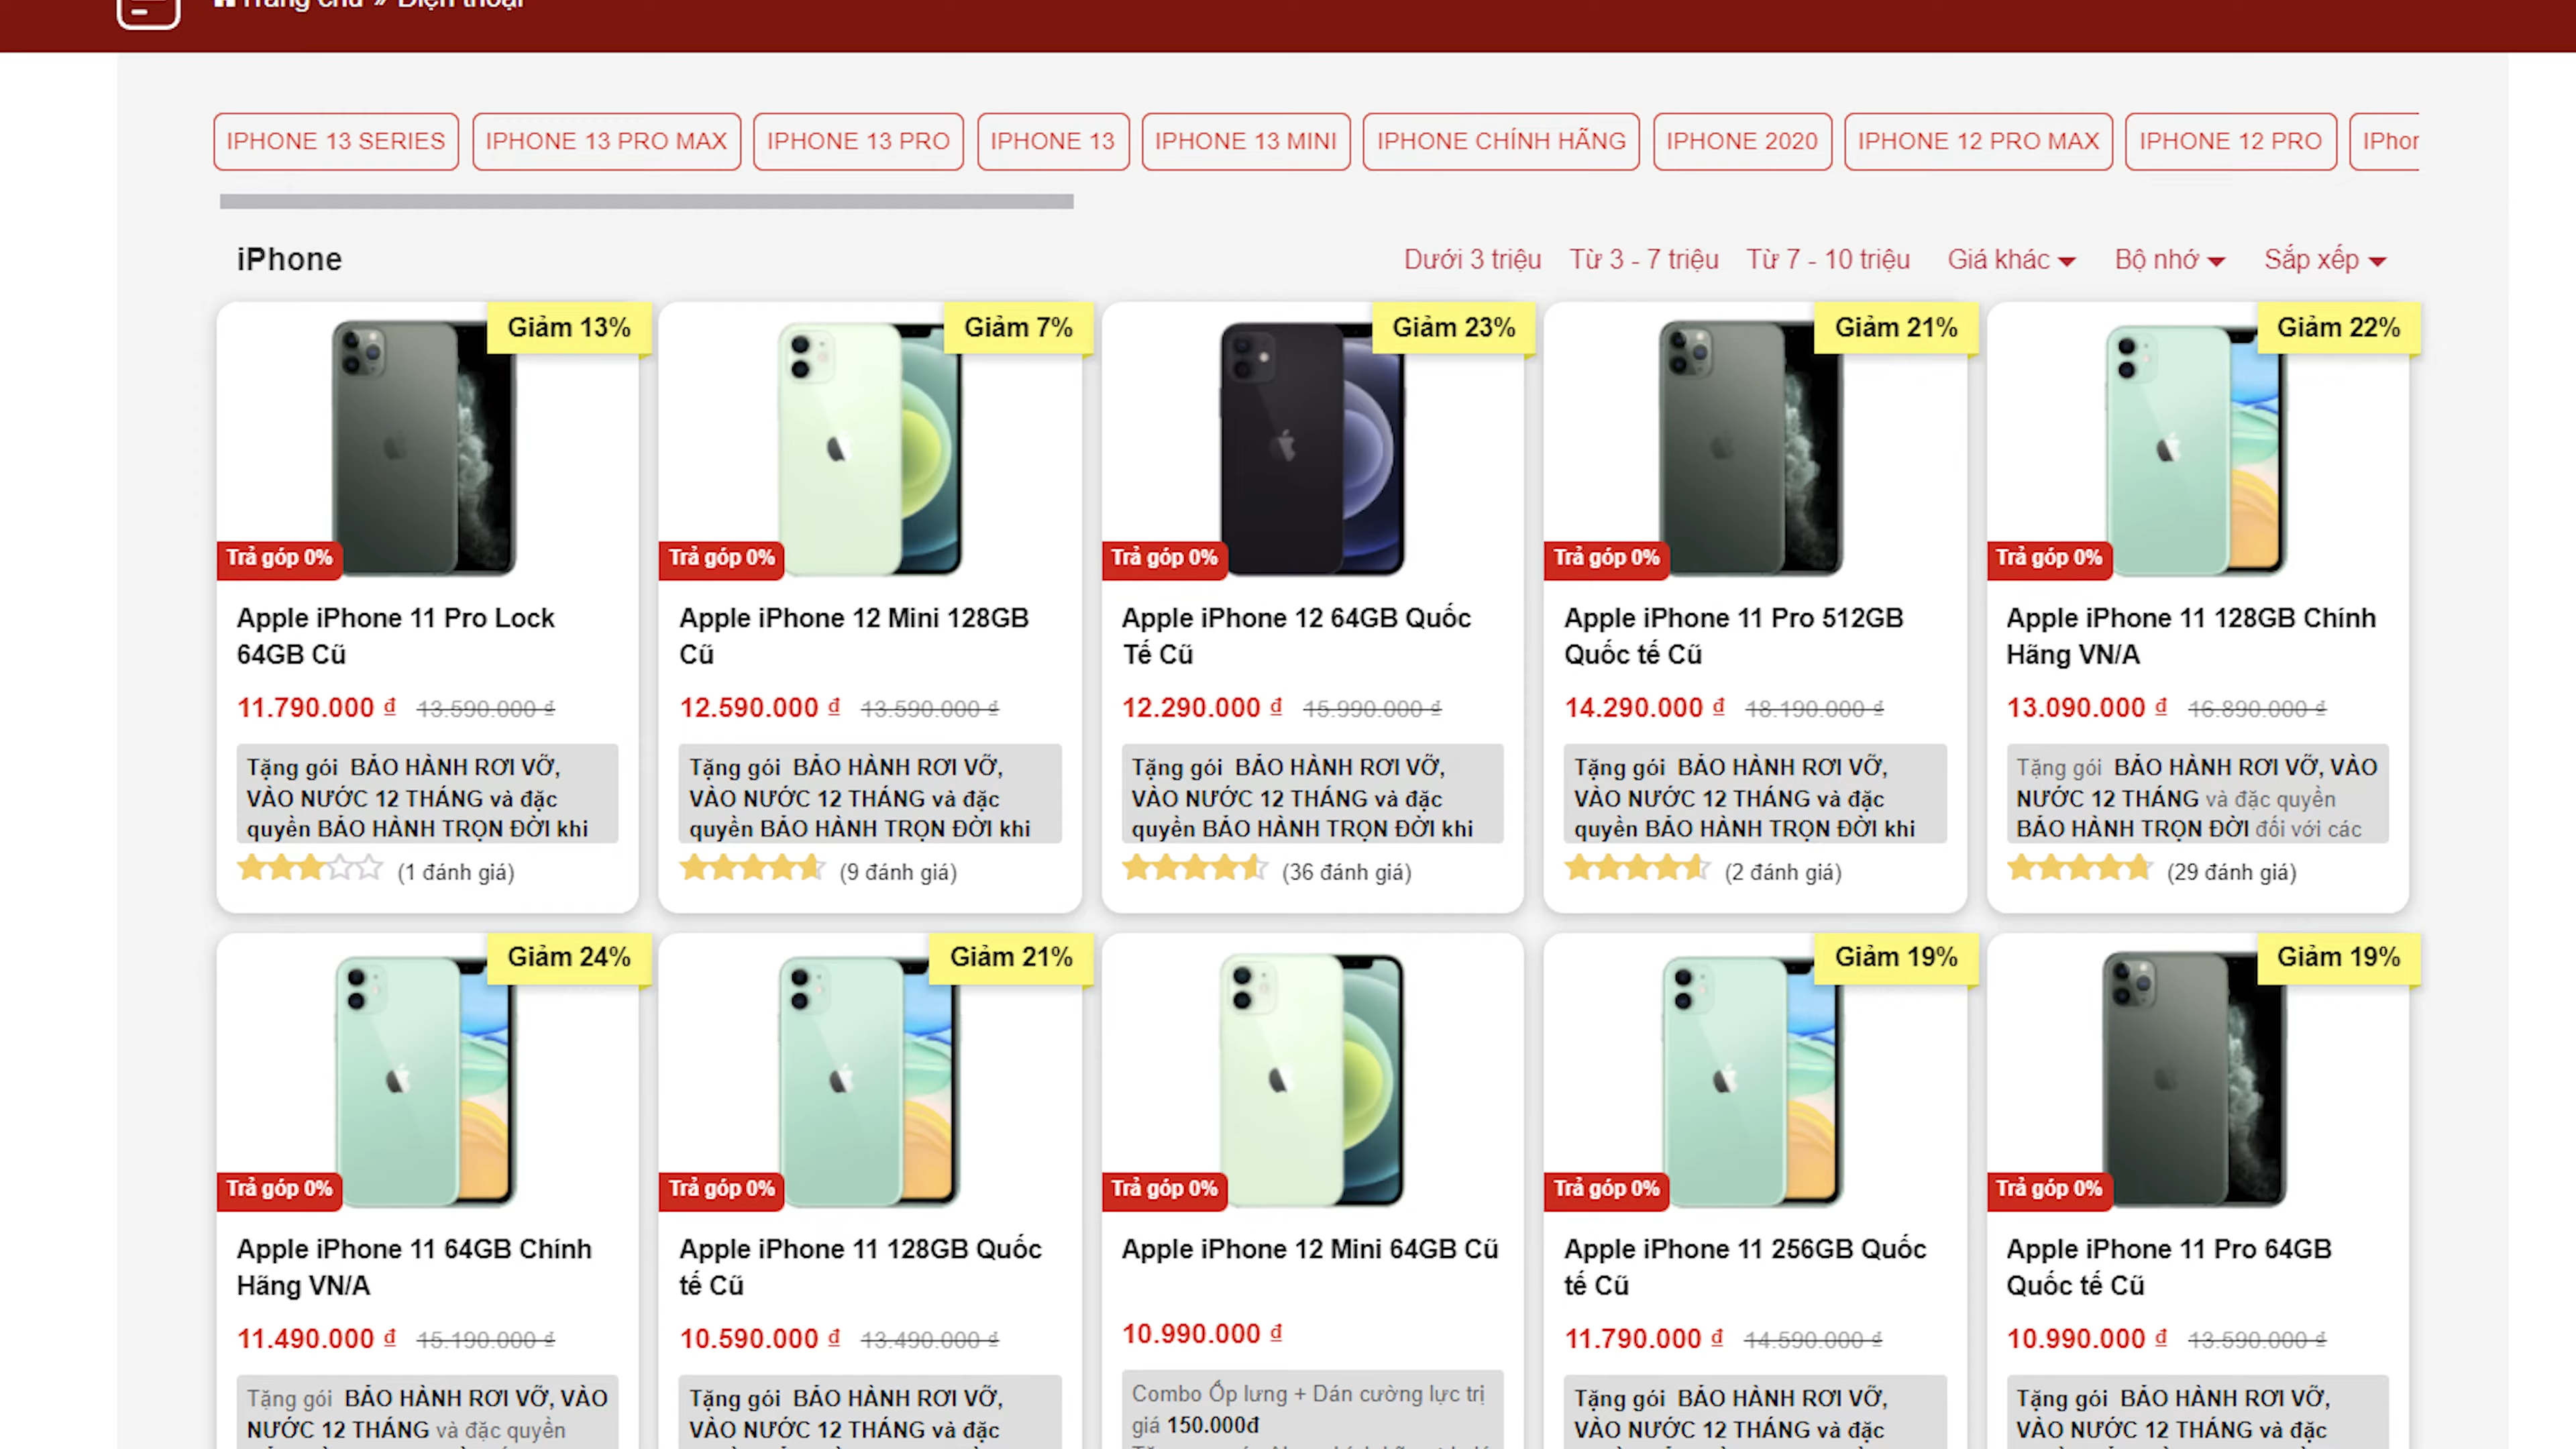 Trang chủ » Điện thoại
IPHONE 13 SERIES
IPHONE 13 PRO MAX
IPHONE 13 PRO
IPHONE 13
IPHONE 13 MINI
IPHONE CHÍNH HÃNG
IPHONE 2020
IPHONE 12 PRO MAX
IPHONE 12 PRO
iPhone
Dưới 3 triệu
Từ 3 - 7 triệu
Từ 7 - 10 triệu
Giá khác
Bộ nhớ
Sắp xếp
Giảm 13%
Trả góp 0%
Apple iPhone 11 Pro Lock
64GB Cũ
11.790.000 ₫ 13.590.000 ₫
Tặng gói BẢO HÀNH RƠI VỠ,
VÀO NƯỚC 12 THÁNG và đặc
quyền BẢO HÀNH TRỌN ĐỜI khi
(1 đánh giá)
Giảm 7%
Trả góp 0%
Apple iPhone 12 Mini 128GB
Cũ
12.590.000 ₫ 13.590.000 ₫
Tặng gói BẢO HÀNH RƠI VỠ,
VÀO NƯỚC 12 THÁNG và đặc
quyền BẢO HÀNH TRỌN ĐỜI khi
(9 đánh giá)
Giảm 23%
Trả góp 0%
Apple iPhone 12 64GB Quốc
Tế Cũ
12.290.000 ₫ 15.990.000 ₫
Tặng gói BẢO HÀNH RƠI VỠ,
VÀO NƯỚC 12 THÁNG và đặc
quyền BẢO HÀNH TRỌN ĐỜI khi
(36 đánh giá)
Giảm 21%
Trả góp 0%
Apple iPhone 11 Pro 512GB
Quốc tế Cũ
14.290.000 ₫ 18.190.000 ₫
Tặng gói BẢO HÀNH RƠI VỠ,
VÀO NƯỚC 12 THÁNG và đặc
quyền BẢO HÀNH TRỌN ĐỜI khi
(2 đánh giá)
Giảm 22%
Trả góp 0%
Apple iPhone 11 128GB Chính
Hãng VN/A
13.090.000 ₫ 16.890.000 ₫
Tặng gói BẢO HÀNH RƠI VỠ, VÀO
NƯỚC 12 THÁNG và đặc quyền
BẢO HÀNH TRỌN ĐỜI đối với các
(29 đánh giá)
Giảm 24%
Trả góp 0%
Apple iPhone 11 64GB Chính
Hãng VN/A
11.490.000 ₫ 15.190.000 ₫
Tặng gói BẢO HÀNH RƠI VỠ, VÀO
NƯỚC 12 THÁNG và đặc quyền
Giảm 21%
Trả góp 0%
Apple iPhone 11 128GB Quốc
tế Cũ
10.590.000 ₫ 13.490.000 ₫
Tặng gói BẢO HÀNH RƠI VỠ,
VÀO NƯỚC 12 THÁNG và đặc
Trả góp 0%
Apple iPhone 12 Mini 64GB Cũ
10.990.000 ₫
Combo Ốp lưng + Dán cường lực trị
giá 150.000đ
Giảm 19%
Trả góp 0%
Apple iPhone 11 256GB Quốc
tế Cũ
11.790.000 ₫ 14.590.000 ₫
Tặng gói BẢO HÀNH RƠI VỠ,
VÀO NƯỚC 12 THÁNG và đặc
Giảm 19%
Trả góp 0%
Apple iPhone 11 Pro 64GB
Quốc tế Cũ
10.990.000 ₫ 13.590.000 ₫
Tặng gói BẢO HÀNH RƠI VỠ,
VÀO NƯỚC 12 THÁNG và đặc